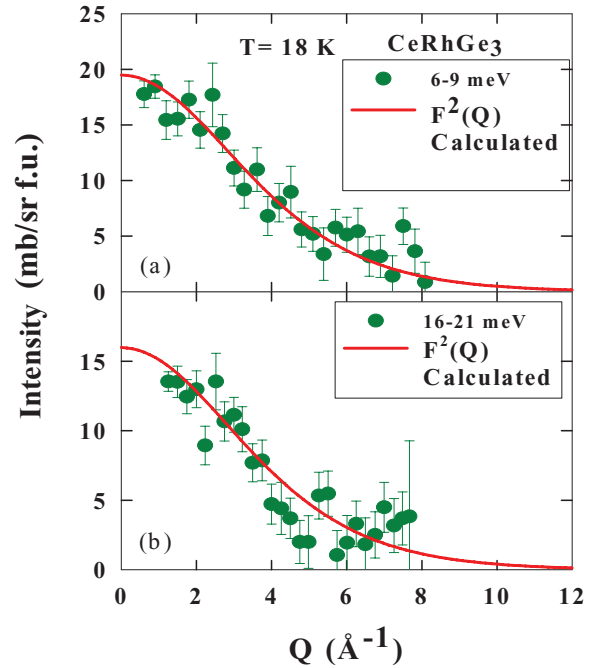 T= 18 K
CeRhGe3
6-9 meV
F²(Q)
Calculated
25
20
15
10
5
0
(a)
Intensity (mb/sr f.u.)
16-21 meV
F²(Q)
Calculated
15
10
5
0
(b)
0 2 4 6 8 10 12
Q (Å⁻¹)